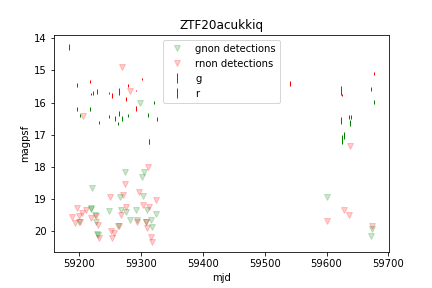 ZTF20acukkiq
gnon detections
rnon detections
g
r
14
15
16
17
18
19
20
magpsf
59200
59300
59400
59500
59600
59700
mjd